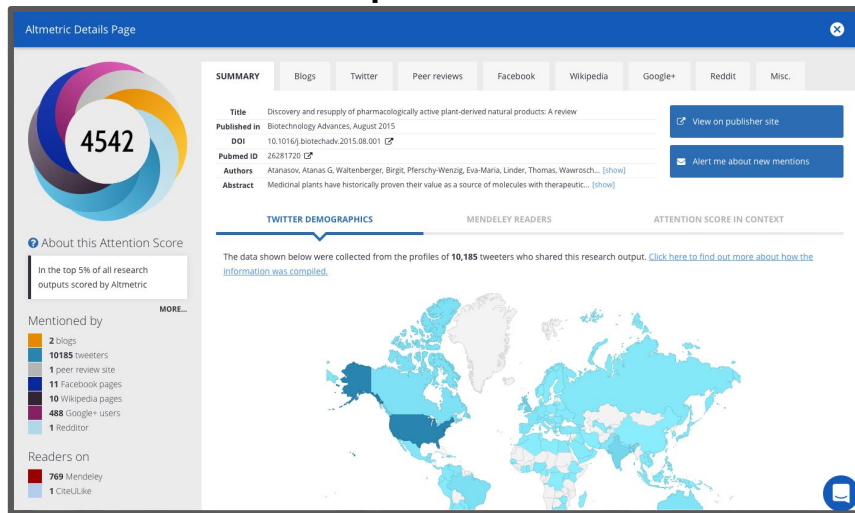 Altmetric Details Page
4542
About this Attention Score
In the top 5% of all research
outputs scored by Altmetric
MORE...
Mentioned by
2 blogs
10185 tweeters
1 peer review site
11 Facebook pages
10 Wikipedia pages
488 Google+ users
1 Redditor
Readers on
769 Mendeley
1 CiteULike
SUMMARY Blogs Twitter Peer reviews Facebook Wikipedia Google+ Reddit Misc.
Title Discovery and resupply of pharmacologically active plant-derived natural products: A review
Published in Biotechnology Advances, August 2015
DOI 10.1016/j.biotechadv.2015.08.001
Pubmed ID 26281720
Authors Atanasov, Atanas G, Waltenberger, Birgit, Pferschy-Wenzig, Eva-Maria, Linder, Thomas, Wawrosch... [show]
Abstract Medicinal plants have historically proven their value as a source of molecules with therapeutic... [show]
View on publisher site
Alert me about new mentions
TWITTER DEMOGRAPHICS MENDELEY READERS ATTENTION SCORE IN CONTEXT
The data shown below were collected from the profiles of 10,185 tweeters who shared this research output. Click here to find out more about how the
information was compiled.